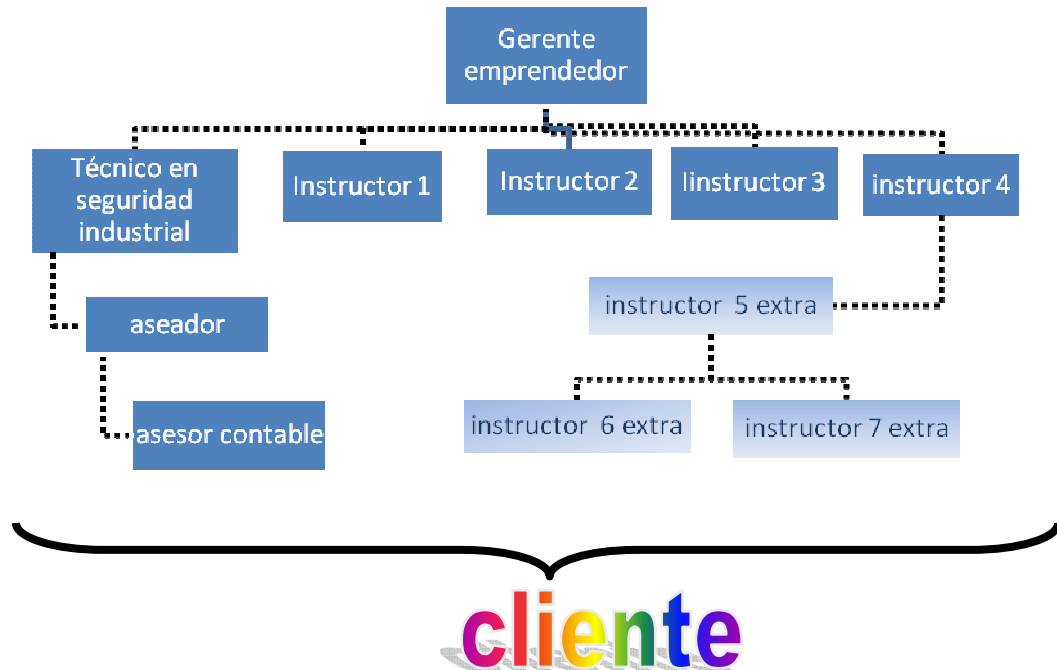 Gerente
emprendedor
Técnico en
seguridad
industrial
Instructor 1
Instructor 2
Iinstructor 3
instructor 4
instructor 5 extra
aseador
asesor contable
instructor 6 extra
instructor 7 extra
cliente